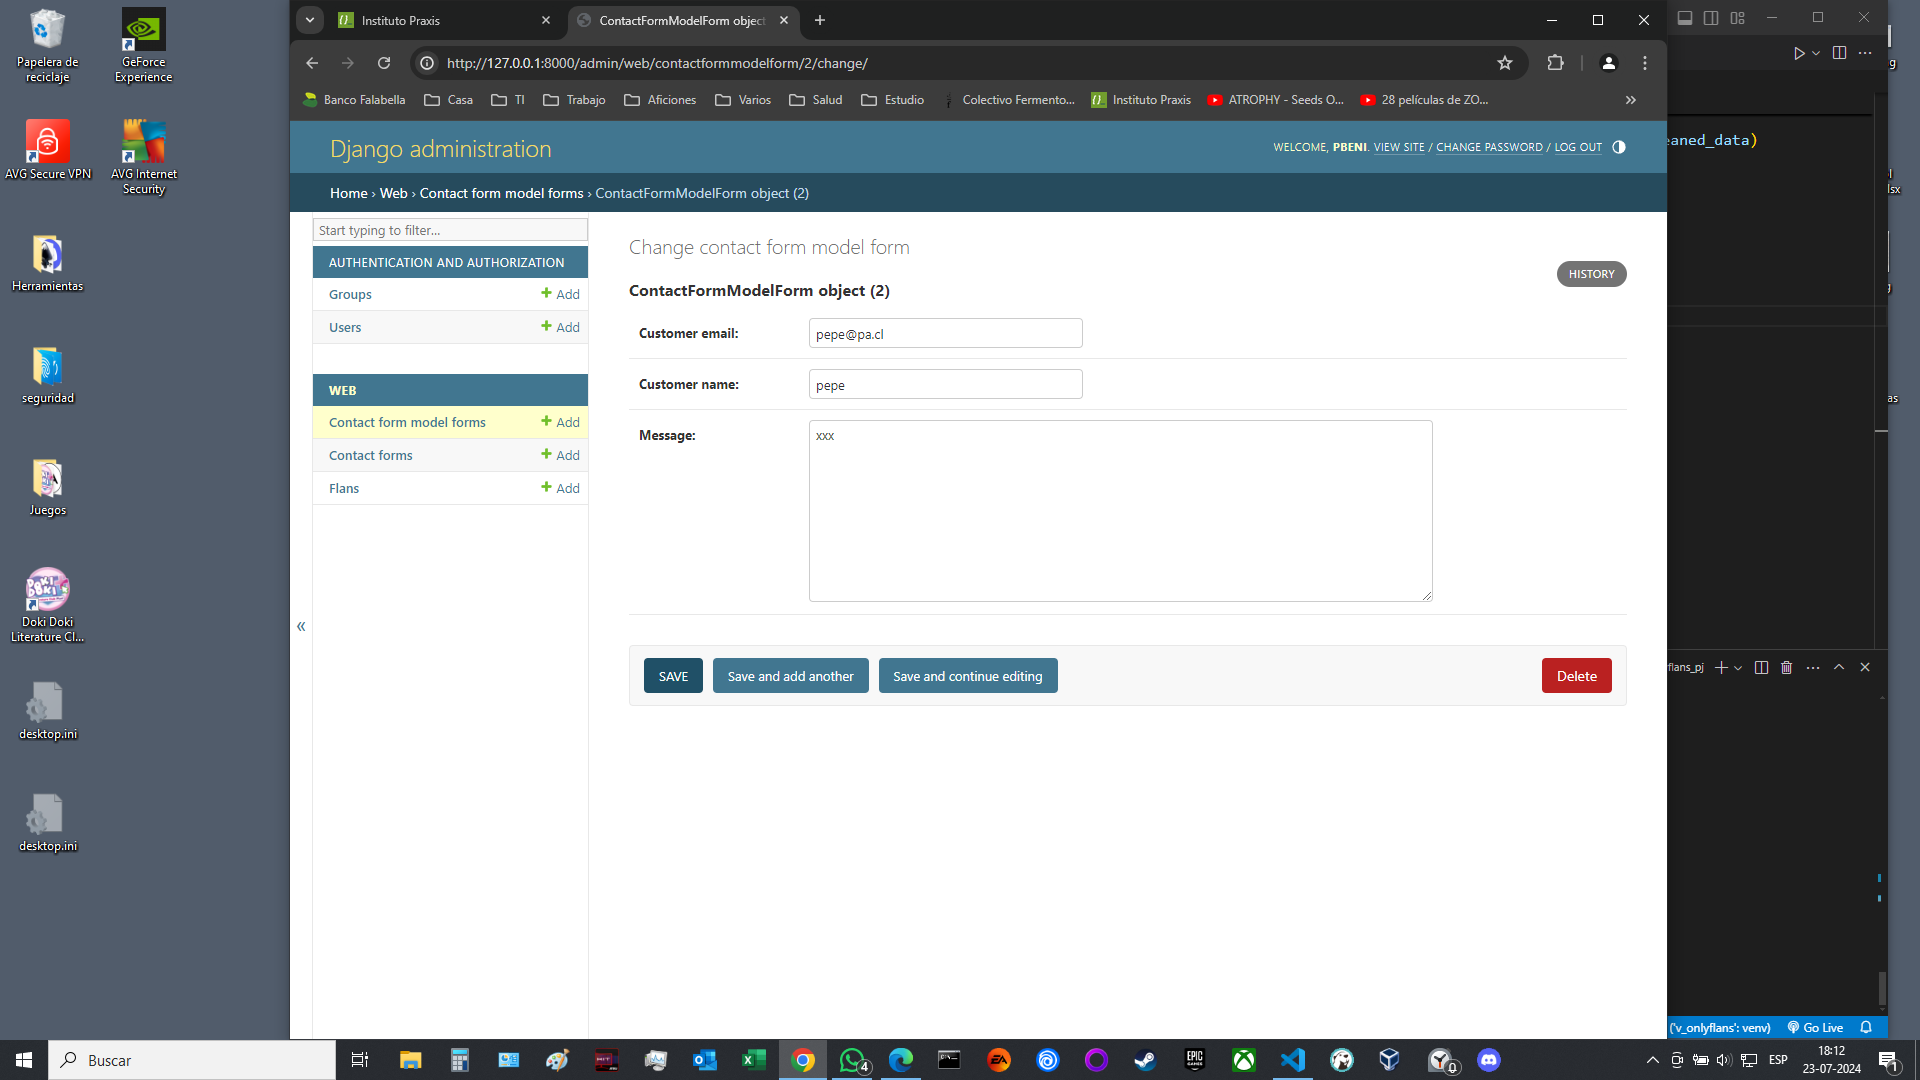 Papelera de
reciclaje
GeForce
Experience
AVG Secure VPN
AVG Internet
Security
Herramientas
seguridad
Juegos
Doki Doki
Literature Cl...
desktop.ini
desktop.ini
Instituto Praxis
ContactFormModelForm object
http://127.0.0.1:8000/admin/web/contactformmodelform/2/change/
Banco Falabella
Casa
TI
Trabajo
Aficiones
Varios
Salud
Estudio
Colectivo Fermento...
Instituto Praxis
ATROPHY - Seeds O...
28 películas de ZO...
»
Django administration
WELCOME, PBENI. VIEW SITE / CHANGE PASSWORD / LOG OUT
Home › Web › Contact form model forms › ContactFormModelForm object (2)
Start typing to filter...
AUTHENTICATION AND AUTHORIZATION
Groups + Add
Users + Add
WEB
Contact form model forms + Add
Contact forms + Add
Flans + Add
«
Change contact form model form
HISTORY
ContactFormModelForm object (2)
Customer email: pepe@pa.cl
Customer name: pepe
Message: xxx
SAVE
Save and add another
Save and continue editing
Delete
eaned_data)
flans_pj
('v_onlyflans': venv)
Go Live
Buscar
4
EA
EPIC
GAMES
0
ESP
18:12
23-07-2024
1